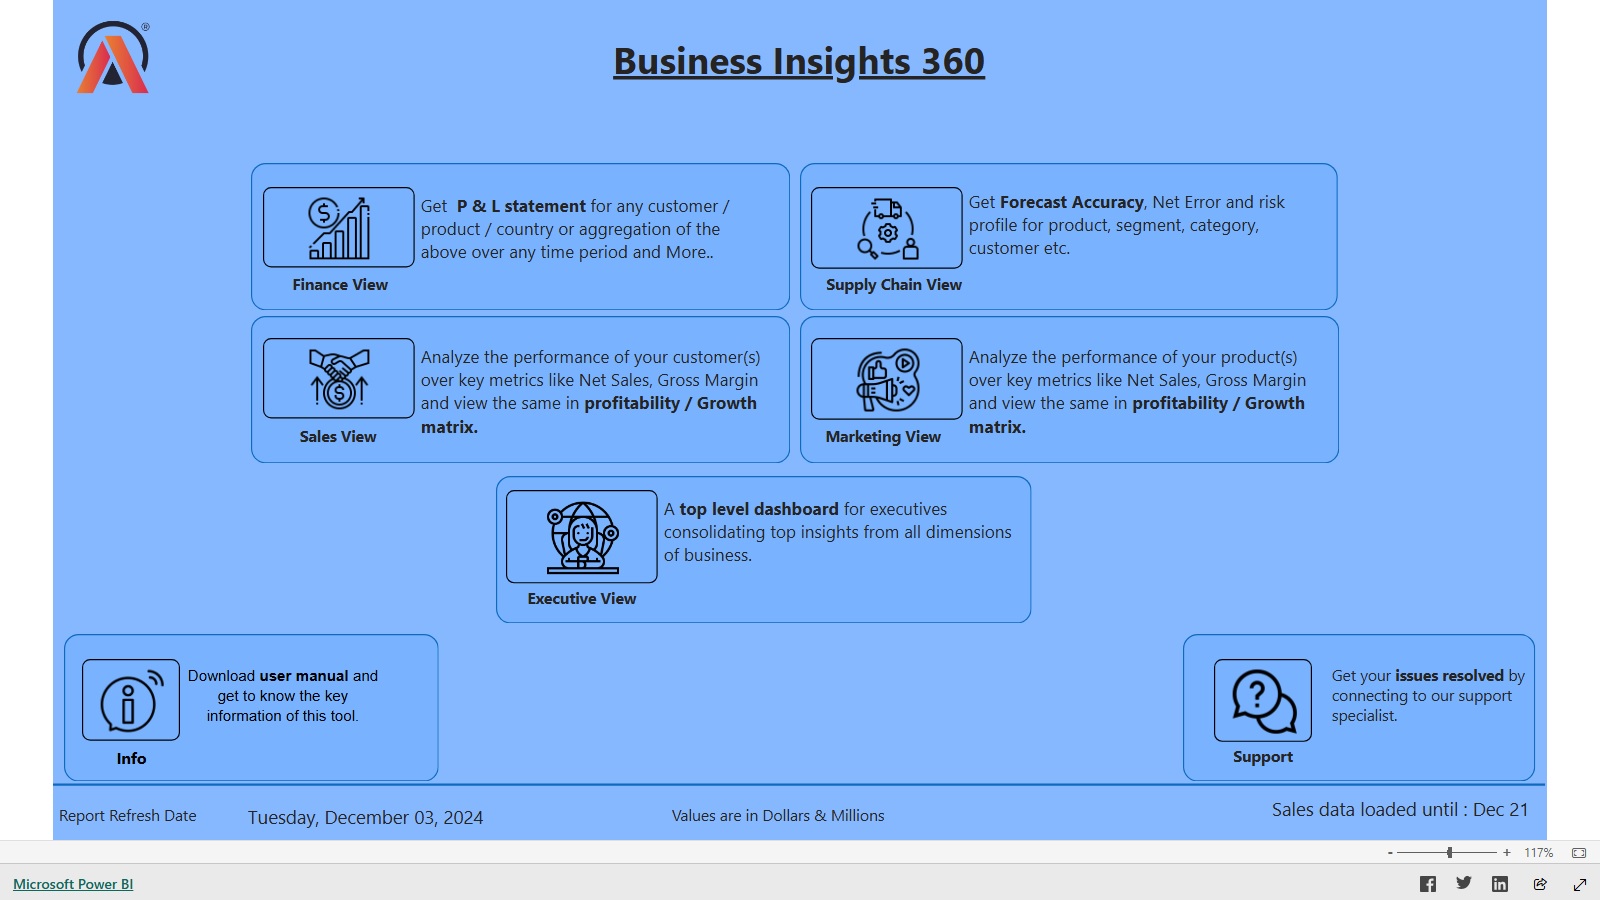 ®
Business Insights 360
Get  P & L statement for any customer /
product / country or aggregation of the
above over any time period and More..
Finance View
Get Forecast Accuracy, Net Error and risk
profile for product, segment, category,
customer etc.
Supply Chain View
Analyze the performance of your customer(s)
over key metrics like Net Sales, Gross Margin
and view the same in profitability / Growth
matrix.
Sales View
Analyze the performance of your product(s)
over key metrics like Net Sales, Gross Margin
and view the same in profitability / Growth
matrix.
Marketing View
A top level dashboard for executives
consolidating top insights from all dimensions
of business.
Executive View
Download user manual and
get to know the key
information of this tool.
Info
Get your issues resolved by
connecting to our support
specialist.
Support
Report Refresh Date
Tuesday, December 03, 2024
Values are in Dollars & Millions
Sales data loaded until : Dec 21
- + 117%
Microsoft Power BI